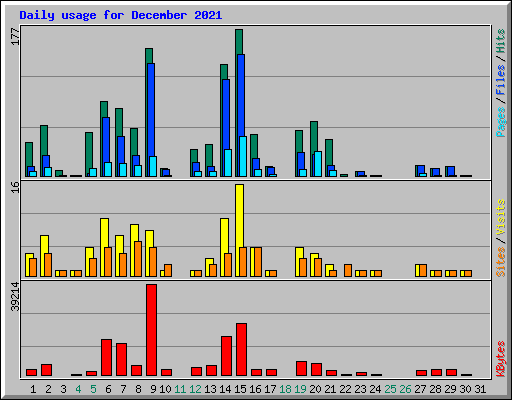 Daily usage for December 2021
177
Pages / Files / Hits
16
Sites / Visits
39214
KBytes
1 2 3 4 5 6 7 8 9 10 11 12 13 14 15 16 17 18 19 20 21 22 23 24 25 26 27 28 29 30 31